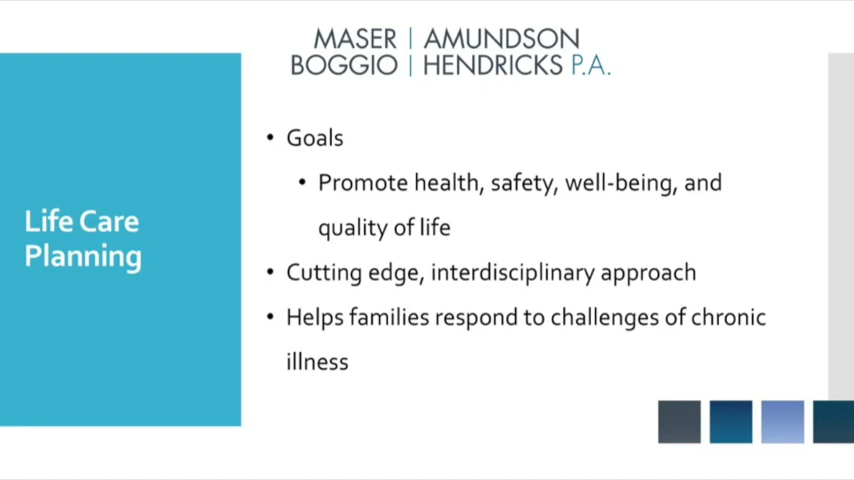 MASER | AMUNDSON
BOGGIO | HENDRICKS P.A.
Life Care
Planning
• Goals
• Promote health, safety, well-being, and
quality of life
• Cutting edge, interdisciplinary approach
• Helps families respond to challenges of chronic
illness